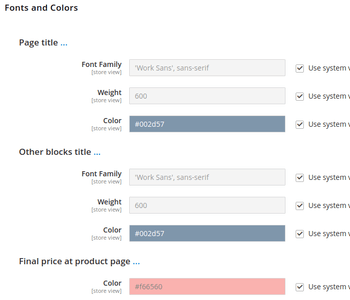 Fonts and Colors
Page title ...
Font Family
[store view]
'Work Sans', sans-serif
Use system v
Weight
[store view]
600
Use system v
Color
[store view]
#002d57
Use system v
Other blocks title ...
Font Family
[store view]
'Work Sans', sans-serif
Use system v
Weight
[store view]
600
Use system v
Color
[store view]
#002d57
Use system v
Final price at product page ...
Color
[store view]
#f66560
Use system v